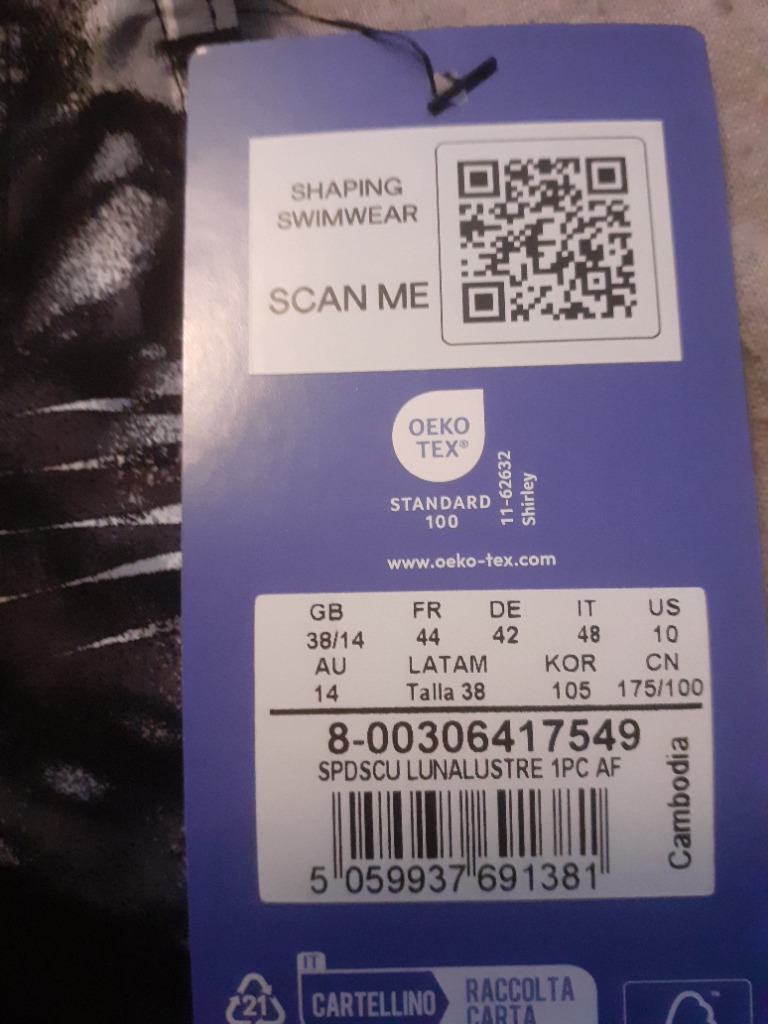 SHAPING
SWIMWEAR
SCAN ME
OEKO
TEX®
STANDARD
100
11-62632
Shirley
www.oeko-tex.com
GB FR DE IT US
38/14 44 42 48 10
AU LATAM KOR CN
14 Talla 38 105 175/100
8-00306417549
SPDSCU LUNALUSTRE 1PC AF
Cambodia
5 059937 691381
IT
21
CARTELLINO
RACCOLTA
CARTA
TM